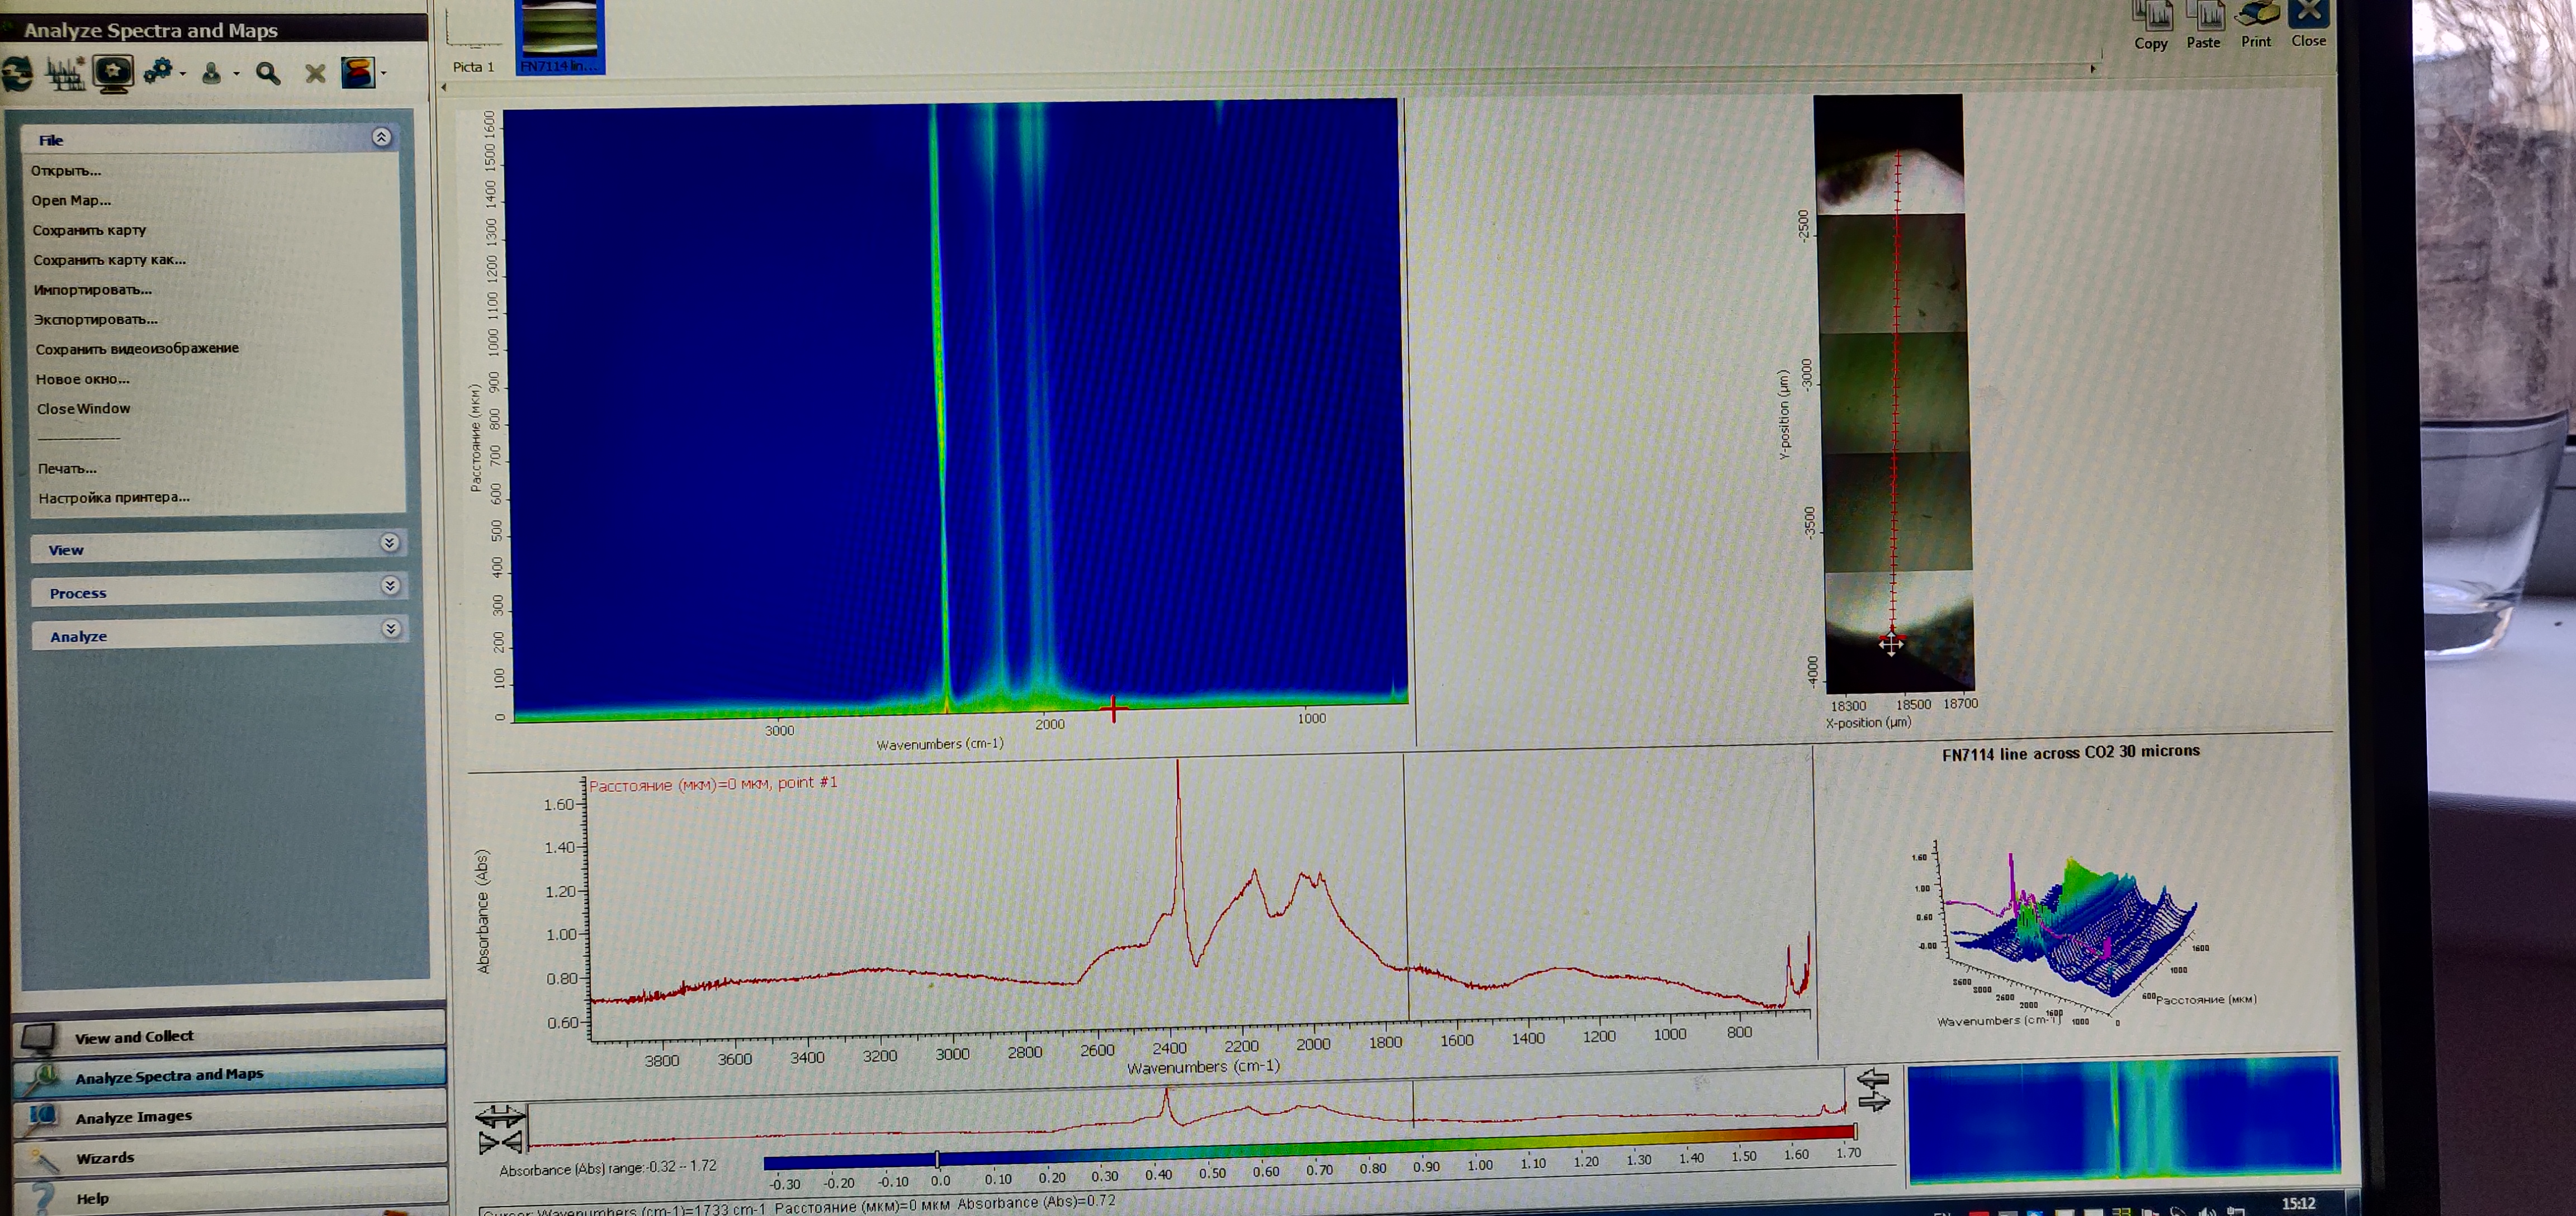 Analyze Spectra and Maps
Picta 1
FN7114 lin...
Copy
Paste
Print
Close
File
Открыть...
Open Map...
Сохранить карту
Сохранить карту как...
Импортировать...
Экспортировать...
Сохранить видеоизображение
Новое окно...
Close Window
Печать...
Настройка принтера...
View
Process
Analyze
View and Collect
Analyze Spectra and Maps
Analyze Images
Wizards
Help
Расстояние (мкм)
1600
1500
1400
1300
1200
1100
1000
900
800
700
600
500
400
300
200
100
0
3000 2000 1000
Wavenumbers (cm-1)
Y-position (µm)
-2500
-3000
-3500
-4000
18300 18500 18700
X-position (µm)
Расстояние (мкм)=0 мкм, point #1
Absorbance (Abs)
1.60
1.40
1.20
1.00
0.80
0.60
3800 3600 3400 3200 3000 2800 2600 2400 2200 2000 1800 1600 1400 1200 1000 800
Wavenumbers (cm-1)
FN7114 line across CO2 30 microns
1.60
1.00
0.60
-0.00
3600 3000 2600 2000 1600 1000
Wavenumbers (cm-1)
0 600 1000 1600
Расстояние (мкм)
Absorbance (Abs) range:-0.32 -- 1.72
-0.30 -0.20 -0.10 0.0 0.10 0.20 0.30 0.40 0.50 0.60 0.70 0.80 0.90 1.00 1.10 1.20 1.30 1.40 1.50 1.60 1.70
Cursor: Wavenumbers (cm-1)=1733 cm-1 Расстояние (мкм)=0 мкм Absorbance (Abs)=0.72
15:12